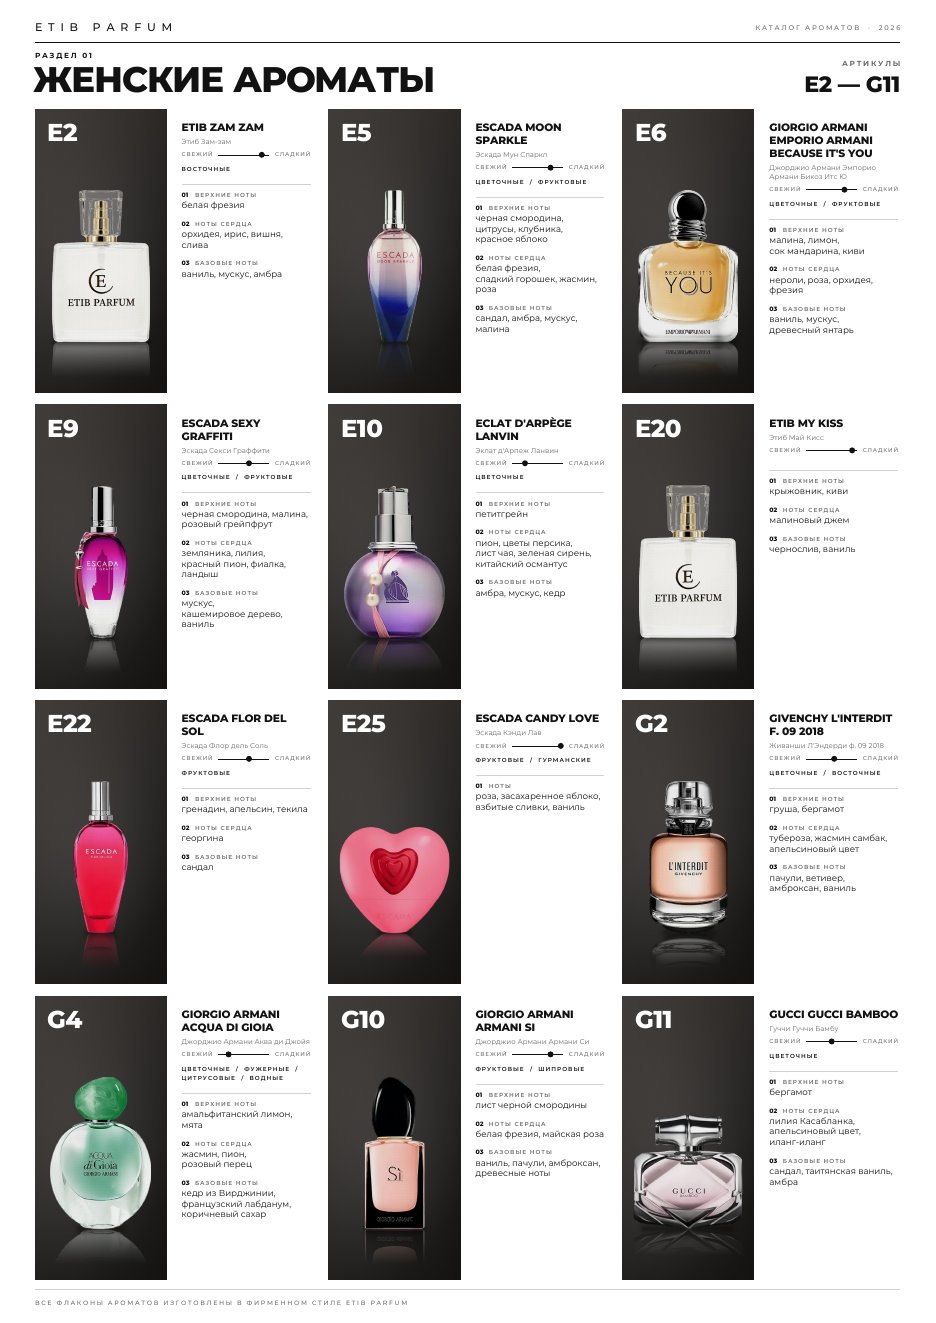 ETIB PARFUM
КАТАЛОГ АРОМАТОВ · 2026
РАЗДЕЛ 01
ЖЕНСКИЕ АРОМАТЫ
АРТИКУЛЫ
E2 — G11
E2
ETIB ZAM ZAM
Этиб Зам-зам
СВЕЖИЙ СЛАДКИЙ
ВОСТОЧНЫЕ
01 ВЕРХНИЕ НОТЫ
белая фрезия
02 НОТЫ СЕРДЦА
орхидея, ирис, вишня,
слива
03 БАЗОВЫЕ НОТЫ
ваниль, мускус, амбра
E
ETIB PARFUM
E5
ESCADA MOON
SPARKLE
Эскада Мун Спаркл
СВЕЖИЙ СЛАДКИЙ
ЦВЕТОЧНЫЕ / ФРУКТОВЫЕ
01 ВЕРХНИЕ НОТЫ
черная смородина,
цитрусы, клубника,
красное яблоко
02 НОТЫ СЕРДЦА
белая фрезия,
сладкий горошек, жасмин,
роза
03 БАЗОВЫЕ НОТЫ
сандал, амбра, мускус,
малина
ESCADA
MOON SPARKLE
E6
GIORGIO ARMANI
EMPORIO ARMANI
BECAUSE IT'S YOU
Джорджио Армани Эмпорио
Армани Бикоз Итс Ю
СВЕЖИЙ СЛАДКИЙ
ЦВЕТОЧНЫЕ / ФРУКТОВЫЕ
01 ВЕРХНИЕ НОТЫ
малина, лимон,
сок мандарина, киви
02 НОТЫ СЕРДЦА
нероли, роза, орхидея,
фрезия
03 БАЗОВЫЕ НОТЫ
ваниль, мускус,
древесный янтарь
BECAUSE IT'S
YOU
EMPORIO ARMANI
E9
ESCADA SEXY
GRAFFITI
Эскада Секси Граффити
СВЕЖИЙ СЛАДКИЙ
ЦВЕТОЧНЫЕ / ФРУКТОВЫЕ
01 ВЕРХНИЕ НОТЫ
черная смородина, малина,
розовый грейпфрут
02 НОТЫ СЕРДЦА
земляника, лилия,
красный пион, фиалка,
ландыш
03 БАЗОВЫЕ НОТЫ
мускус,
кашемировое дерево,
ваниль
ESCADA
SEXY GRAFFITI
E10
ECLAT D'ARPÈGE
LANVIN
Эклат д'Арпеж Ланвин
СВЕЖИЙ СЛАДКИЙ
ЦВЕТОЧНЫЕ
01 ВЕРХНИЕ НОТЫ
петитгрейн
02 НОТЫ СЕРДЦА
пион, цветы персика,
лист чая, зеленая сирень,
китайский османтус
03 БАЗОВЫЕ НОТЫ
амбра, мускус, кедр
E20
ETIB MY KISS
Этиб Май Кисс
СВЕЖИЙ СЛАДКИЙ
01 ВЕРХНИЕ НОТЫ
крыжовник, киви
02 НОТЫ СЕРДЦА
малиновый джем
03 БАЗОВЫЕ НОТЫ
чернослив, ваниль
E
ETIB PARFUM
E22
ESCADA FLOR DEL
SOL
Эскада Флор дель Соль
СВЕЖИЙ СЛАДКИЙ
ФРУКТОВЫЕ
01 ВЕРХНИЕ НОТЫ
гренадин, апельсин, текила
02 НОТЫ СЕРДЦА
георгина
03 БАЗОВЫЕ НОТЫ
сандал
ESCADA
E25
ESCADA CANDY LOVE
Эскада Кэнди Лав
СВЕЖИЙ СЛАДКИЙ
ФРУКТОВЫЕ / ГУРМАНСКИЕ
01 НОТЫ
роза, засахаренное яблоко,
взбитые сливки, ваниль
ESCADA
G2
GIVENCHY L'INTERDIT
F. 09 2018
Живанши Л'Эндерди ф. 09 2018
СВЕЖИЙ СЛАДКИЙ
ЦВЕТОЧНЫЕ / ВОСТОЧНЫЕ
01 ВЕРХНИЕ НОТЫ
груша, бергамот
02 НОТЫ СЕРДЦА
тубероза, жасмин самбак,
апельсиновый цвет
03 БАЗОВЫЕ НОТЫ
пачули, ветивер,
амброксан, ваниль
L'INTERDIT
GIVENCHY
G4
GIORGIO ARMANI
ACQUA DI GIOIA
Джорджио Армани Аква ди Джойя
СВЕЖИЙ СЛАДКИЙ
ЦВЕТОЧНЫЕ / ФУЖЕРНЫЕ /
ЦИТРУСОВЫЕ / ВОДНЫЕ
01 ВЕРХНИЕ НОТЫ
амальфитанский лимон,
мята
02 НОТЫ СЕРДЦА
жасмин, пион,
розовый перец
03 БАЗОВЫЕ НОТЫ
кедр из Вирджинии,
французский лабданум,
коричневый сахар
ACQUA
di Gioia
GIORGIO ARMANI
G10
GIORGIO ARMANI
ARMANI SI
Джорджио Армани Армани Си
СВЕЖИЙ СЛАДКИЙ
ФРУКТОВЫЕ / ШИПРОВЫЕ
01 ВЕРХНИЕ НОТЫ
лист черной смородины
02 НОТЫ СЕРДЦА
белая фрезия, майская роза
03 БАЗОВЫЕ НОТЫ
ваниль, пачули, амброксан,
древесные ноты
Sì
GIORGIO ARMANI
G11
GUCCI GUCCI BAMBOO
Гуччи Гуччи Бамбу
СВЕЖИЙ СЛАДКИЙ
ЦВЕТОЧНЫЕ
01 ВЕРХНИЕ НОТЫ
бергамот
02 НОТЫ СЕРДЦА
лилия Касабланка,
апельсиновый цвет,
иланг-иланг
03 БАЗОВЫЕ НОТЫ
сандал, таитянская ваниль,
амбра
GUCCI
BAMBOO
ВСЕ ФЛАКОНЫ АРОМАТОВ ИЗГОТОВЛЕНЫ В ФИРМЕННОМ СТИЛЕ ETIB PARFUM